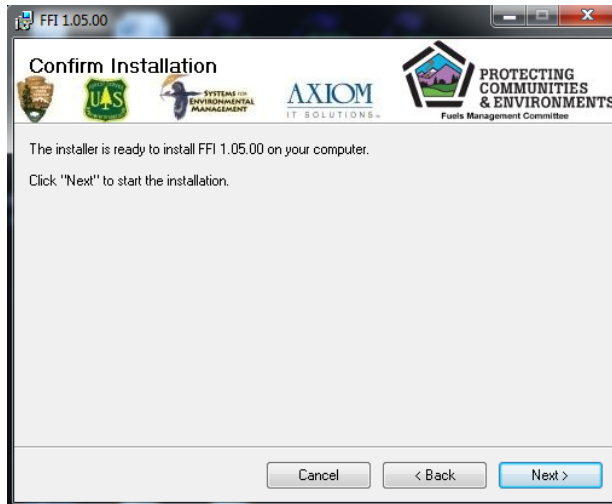 FFI 1.05.00
Confirm Installation
U S
SYSTEMS FOR
ENVIRONMENTAL
MANAGEMENT
AXIOM
IT SOLUTIONS
PROTECTING
COMMUNITIES
& ENVIRONMENTS
Fuels Management Committee
The installer is ready to install FFI 1.05.00 on your computer.
Click "Next" to start the installation.
Cancel
< Back
Next >